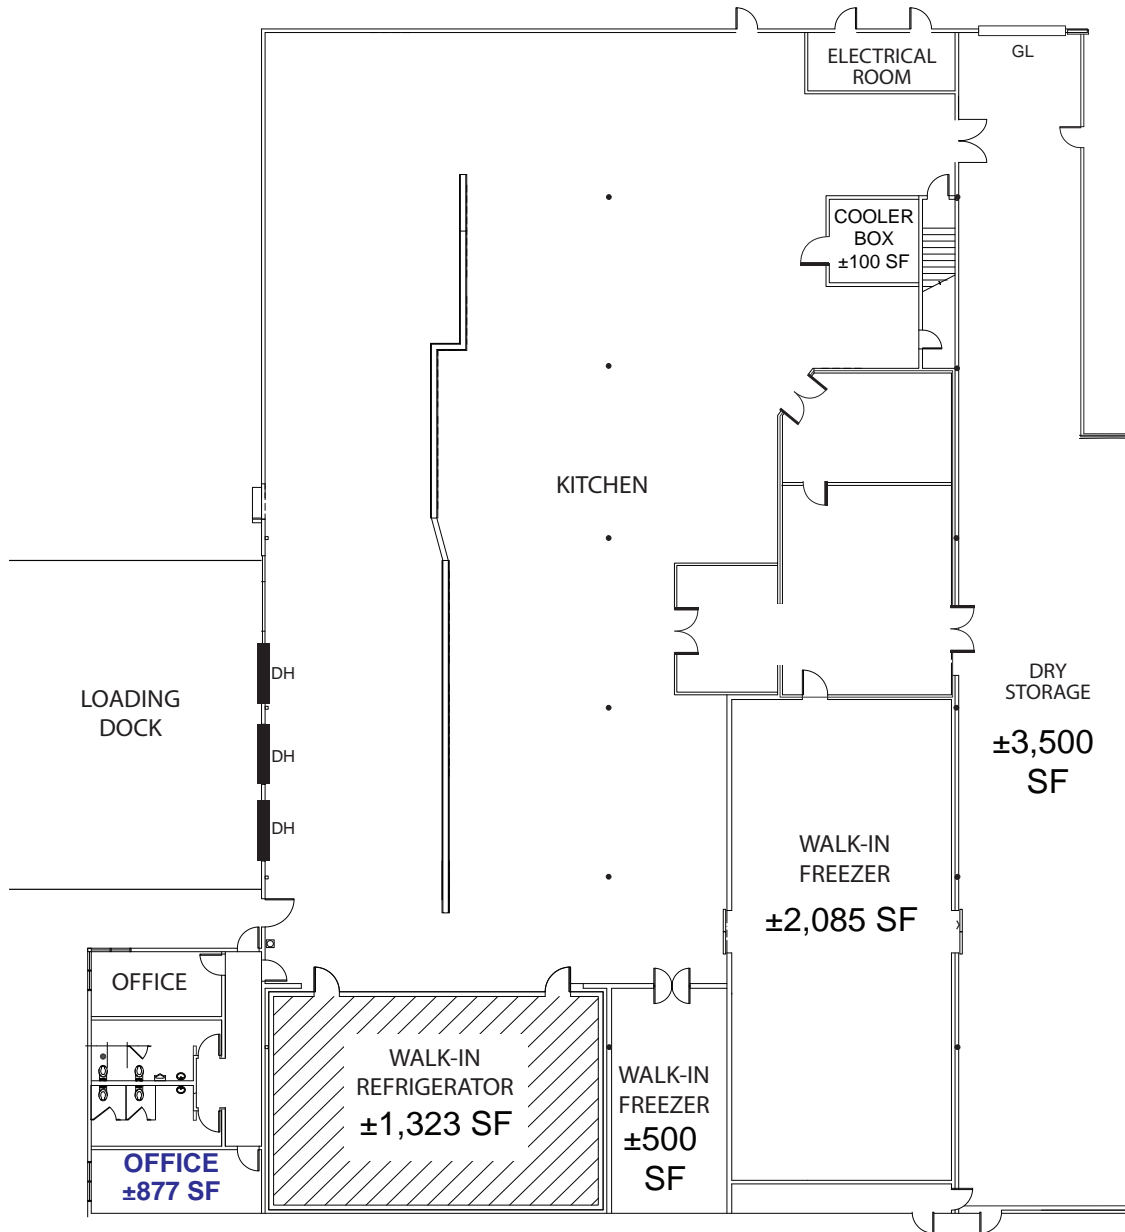 ELECTRICAL
ROOM
GL
COOLER
BOX
±100 SF
KITCHEN
LOADING
DOCK
DH
DH
DH
DRY
STORAGE
±3,500
SF
WALK-IN
FREEZER
±2,085 SF
OFFICE
WALK-IN
REFRIGERATOR
±1,323 SF
WALK-IN
FREEZER
±500
SF
OFFICE
±877 SF